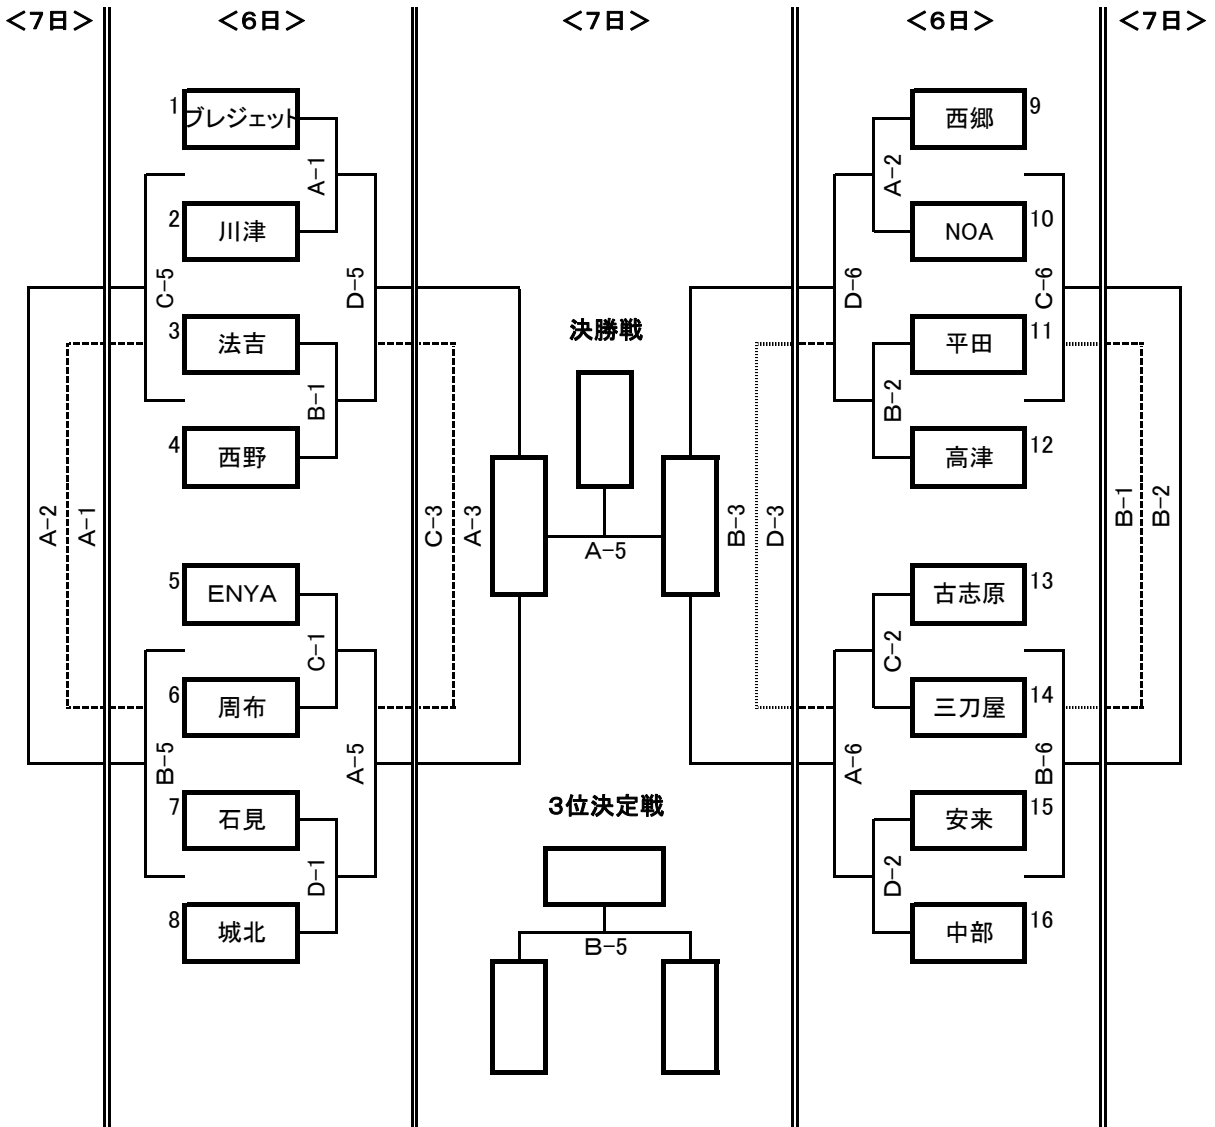 ＜７日＞ ＜６日＞ ＜７日＞ ＜６日＞ ＜７日＞
1 ブレジェット
A-1
2 川津
C-5
D-5
3 法吉
B-1
4 西野
A-2
A-1
C-3
A-3
5 ENYA
C-1
6 周布
B-5
A-5
7 石見
D-1
8 城北
決勝戦
A-5
3位決定戦
B-5
西郷 9
A-2
NOA 10
D-6
C-6
平田 11
B-2
高津 12
B-3
D-3
B-1
B-2
古志原 13
C-2
三刀屋 14
A-6
B-6
安来 15
D-2
中部 16